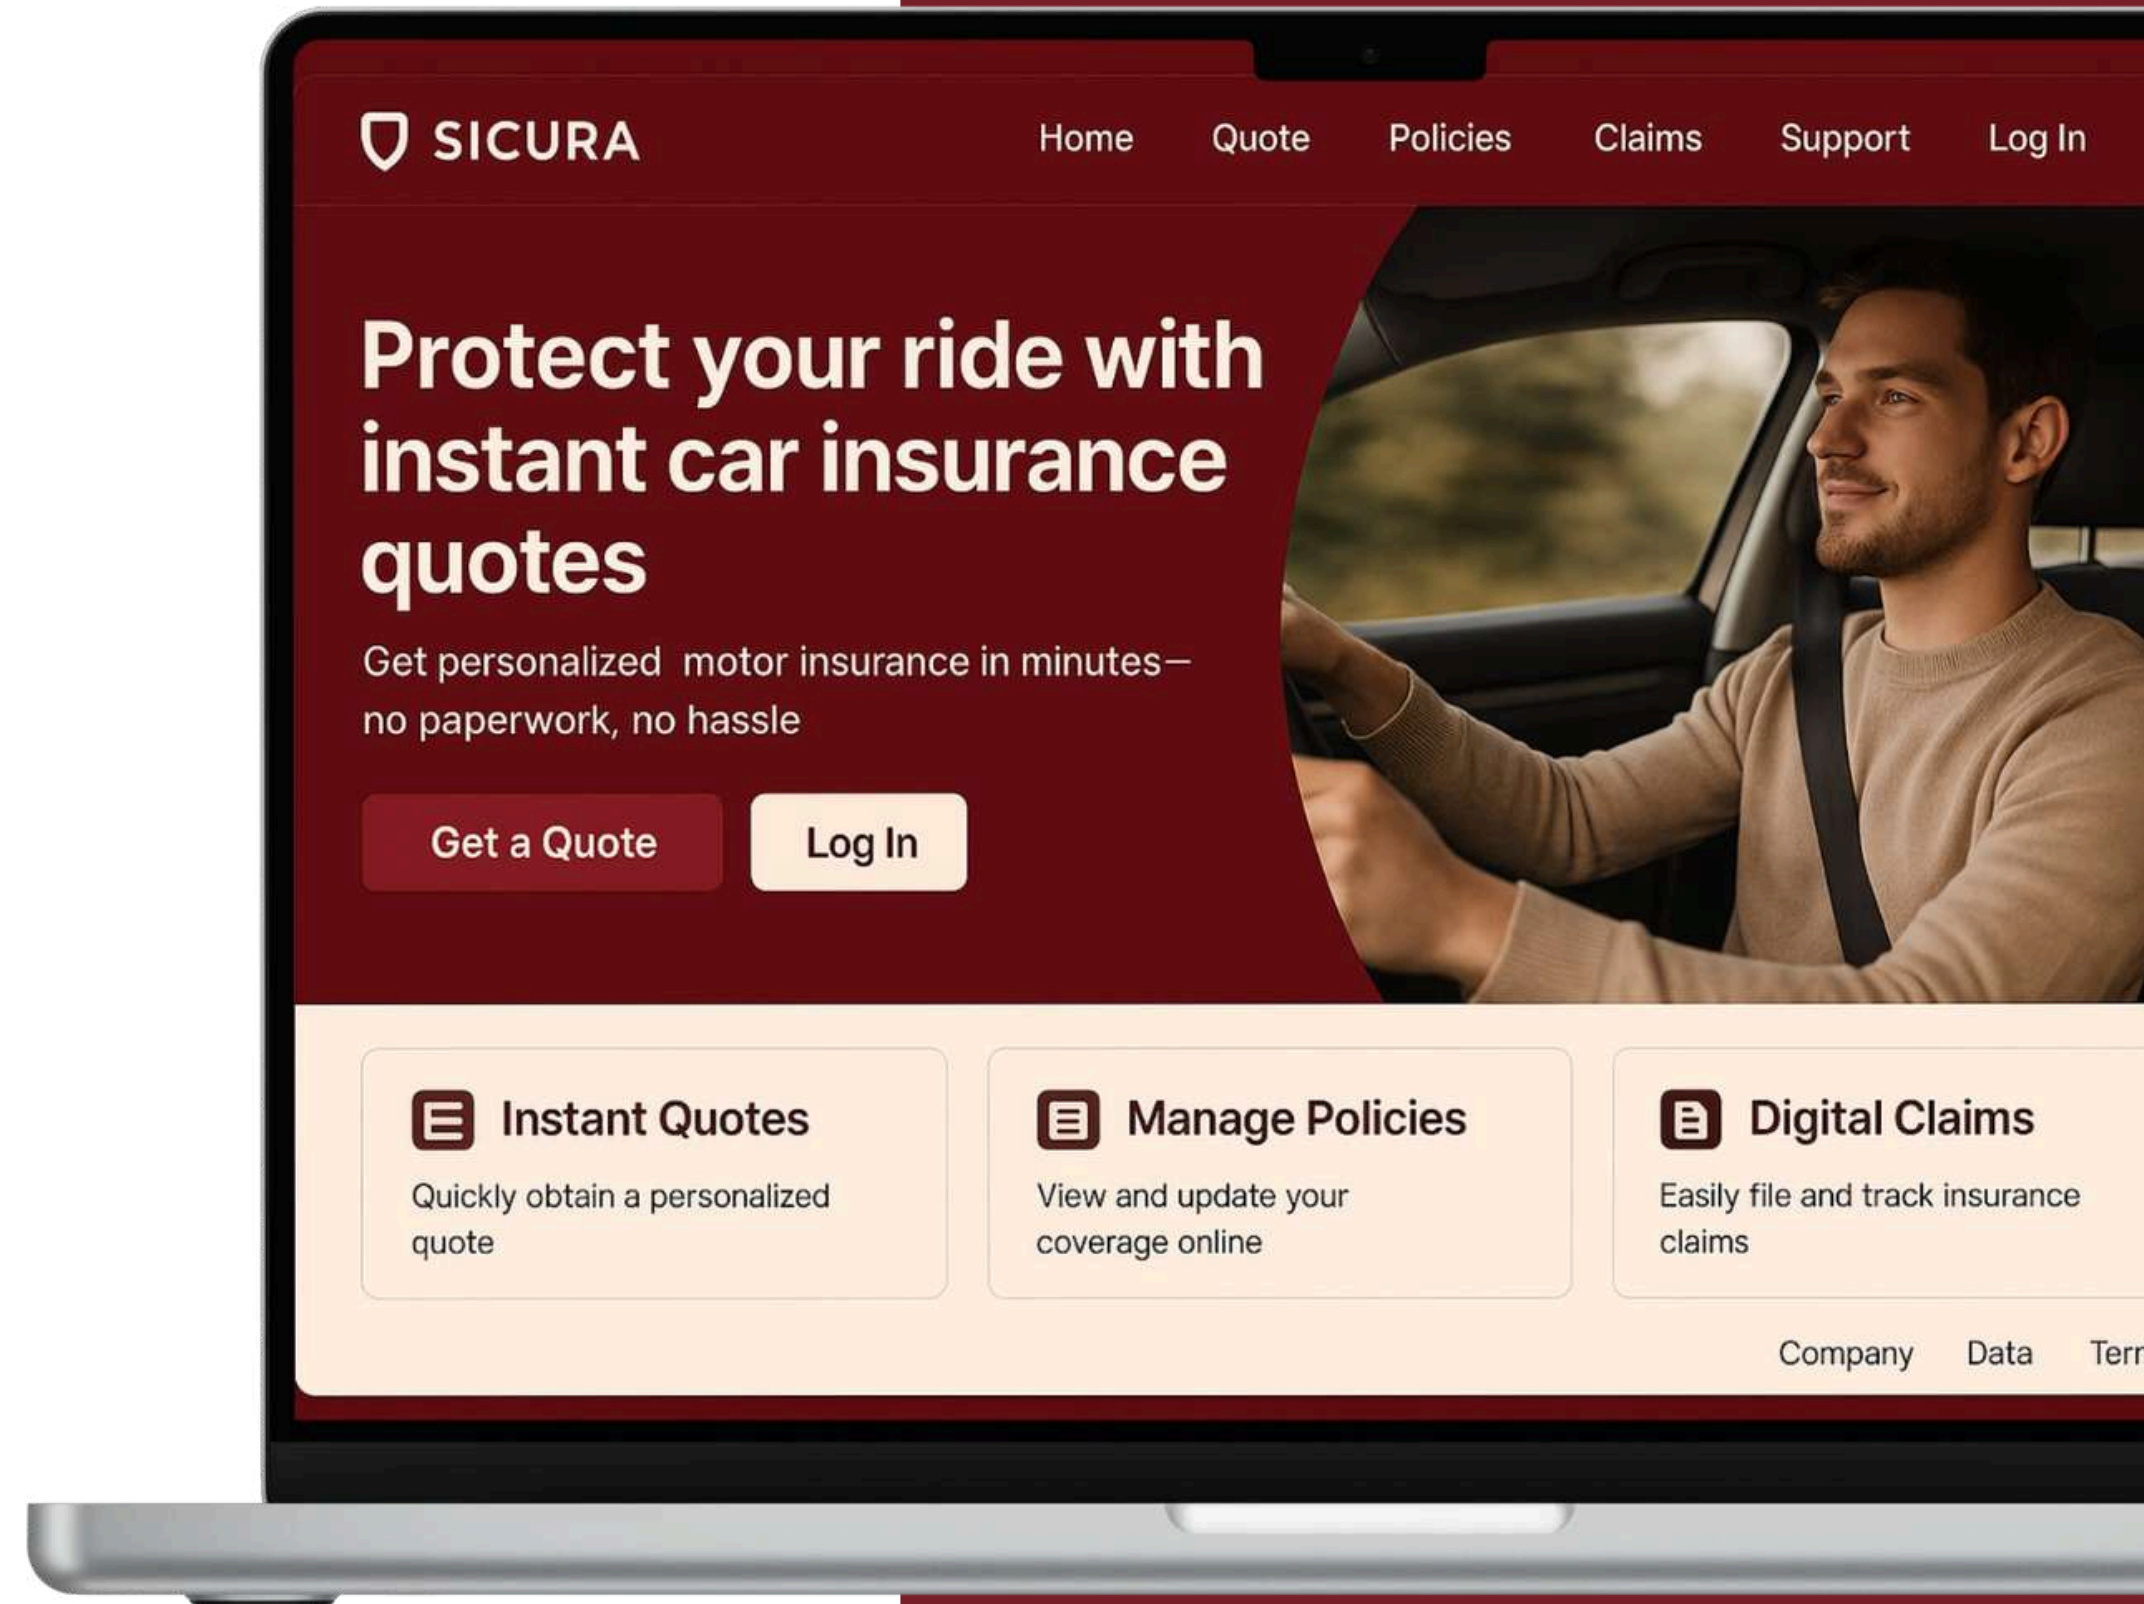 SICURA
Home Quote Policies Claims Support Log In
Protect your ride with
instant car insurance
quotes
Get personalized motor insurance in minutes—
no paperwork, no hassle
Get a Quote Log In
Instant Quotes
Quickly obtain a personalized
quote
Manage Policies
View and update your
coverage online
Digital Claims
Easily file and track insurance
claims
Company Data